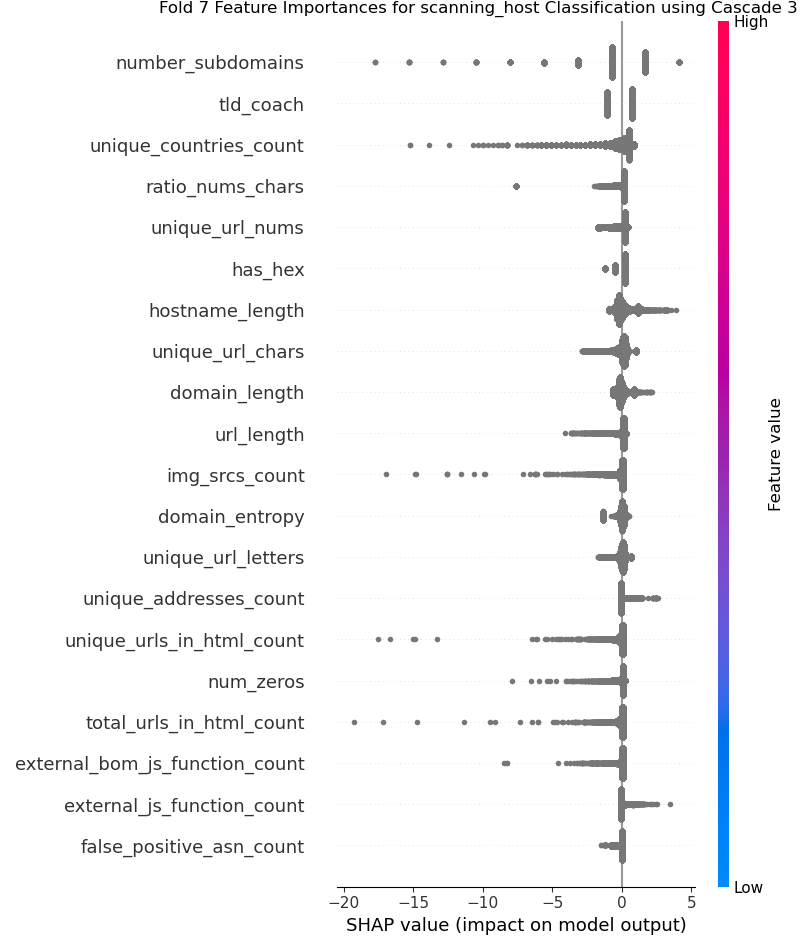 Fold 7 Feature Importances for scanning_host Classification using Cascade 3
High
number_subdomains
tld_coach
unique_countries_count
ratio_nums_chars
unique_url_nums
has_hex
hostname_length
unique_url_chars
domain_length
url_length
img_srcs_count
domain_entropy
unique_url_letters
unique_addresses_count
unique_urls_in_html_count
num_zeros
total_urls_in_html_count
external_bom_js_function_count
external_js_function_count
false_positive_asn_count
Feature value
Low
−20 −15 −10 −5 0 5
SHAP value (impact on model output)